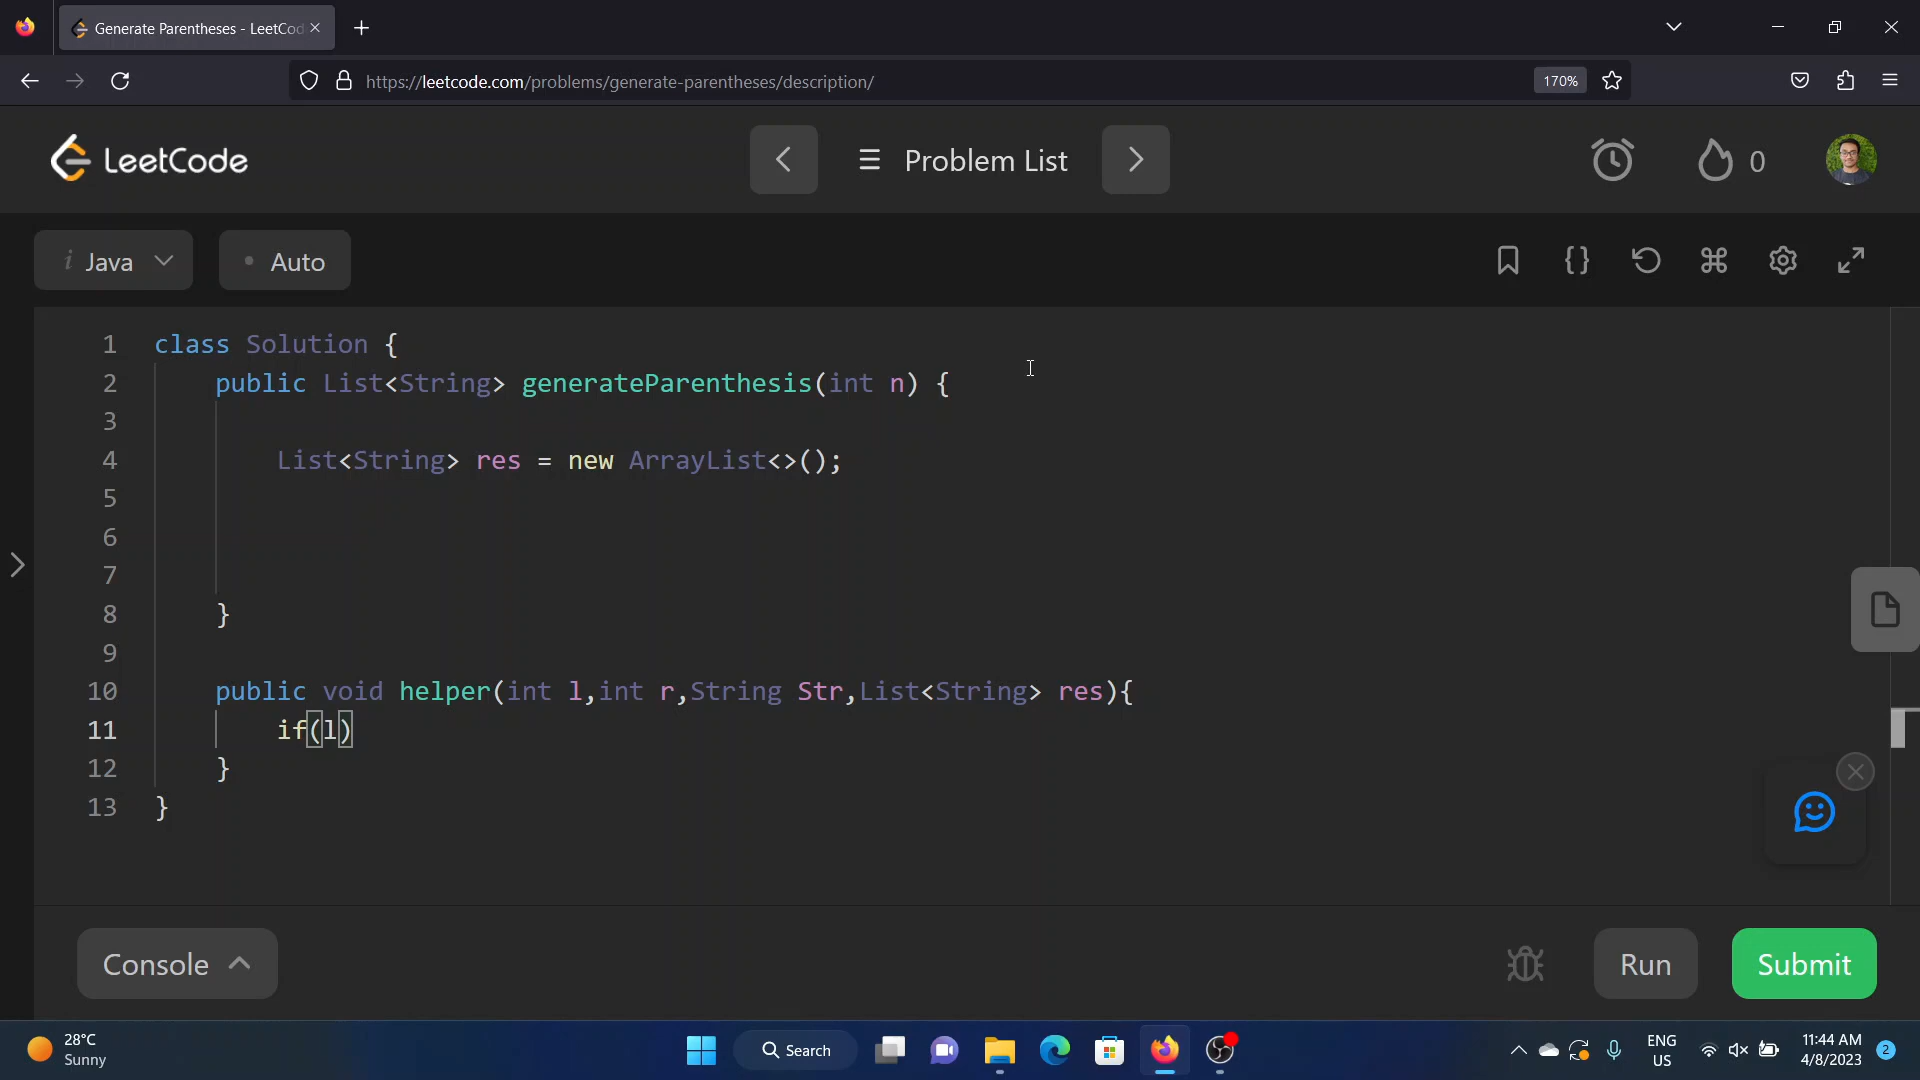 Generate Parentheses - LeetCod
https://leetcode.com/problems/generate-parentheses/description/
170%
LeetCode
Problem List
0
i Java
Auto
1 class Solution {
2 public List<String> generateParenthesis(int n) {
3
4 List<String> res = new ArrayList<>();
5
6
7
8 }
9
10 public void helper(int l,int r,String Str,List<String> res){
11 if(l)
12 }
13 }
Console
Run
Submit
28°C
Sunny
Search
ENG
US
11:44 AM
4/8/2023
2